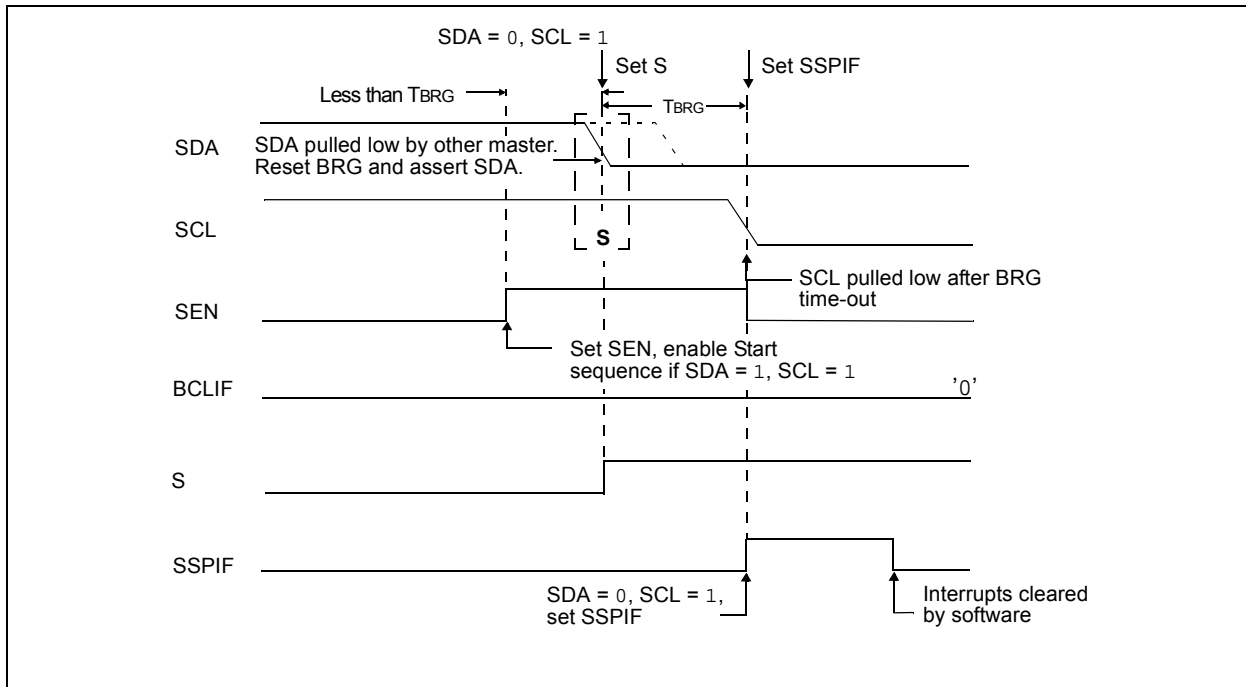 SDA = 0, SCL = 1
Set S
Set SSPIF
Less than TBRG
TBRG
SDA
SDA pulled low by other master.
Reset BRG and assert SDA.
SCL
S
SCL pulled low after BRG
time-out
SEN
Set SEN, enable Start
sequence if SDA = 1, SCL = 1
BCLIF
'0'
S
SSPIF
SDA = 0, SCL = 1,
set SSPIF
Interrupts cleared
by software